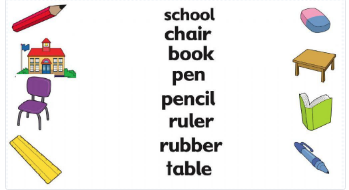 school
chair
book
pen
pencil
ruler
rubber
table